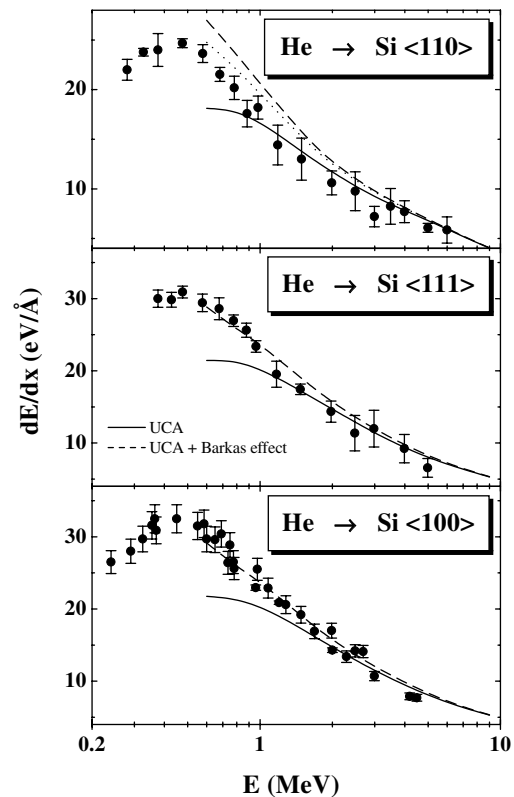 He → Si <110>
20
10
He → Si <111>
30
20
10
dE/dx (eV/Å)
UCA
UCA + Barkas effect
He → Si <100>
30
20
10
0.2
1
10
E (MeV)